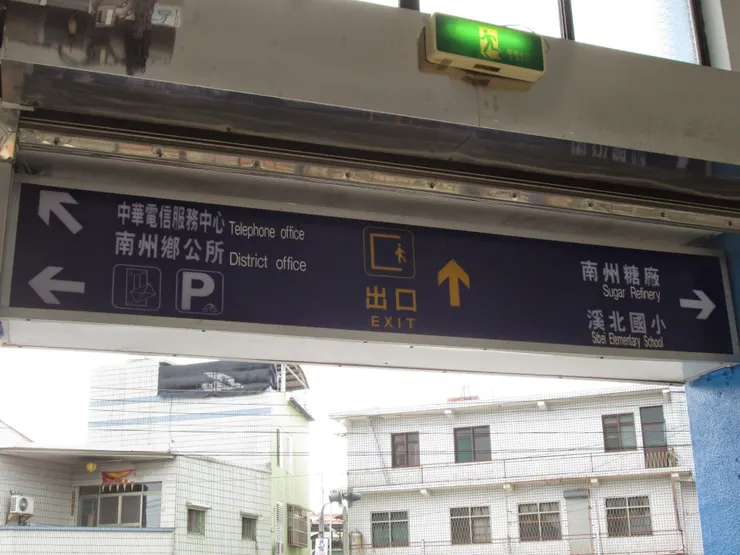 中華電信服務中心 Telephone office
南州鄉公所 District office
P
出口
EXIT
南州糖廠
Sugar Refinery
溪北國小
Sibei Elementary School